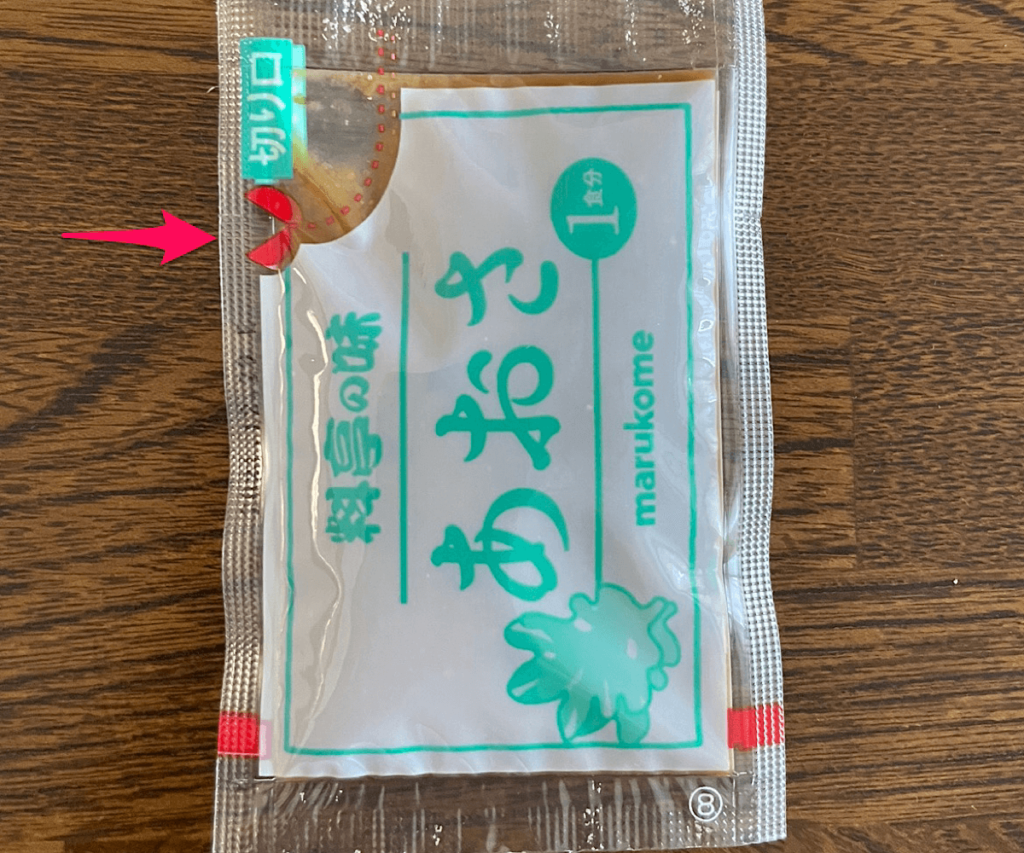 切り口
料亭の味
あおさ
1食分
marukome
⑧